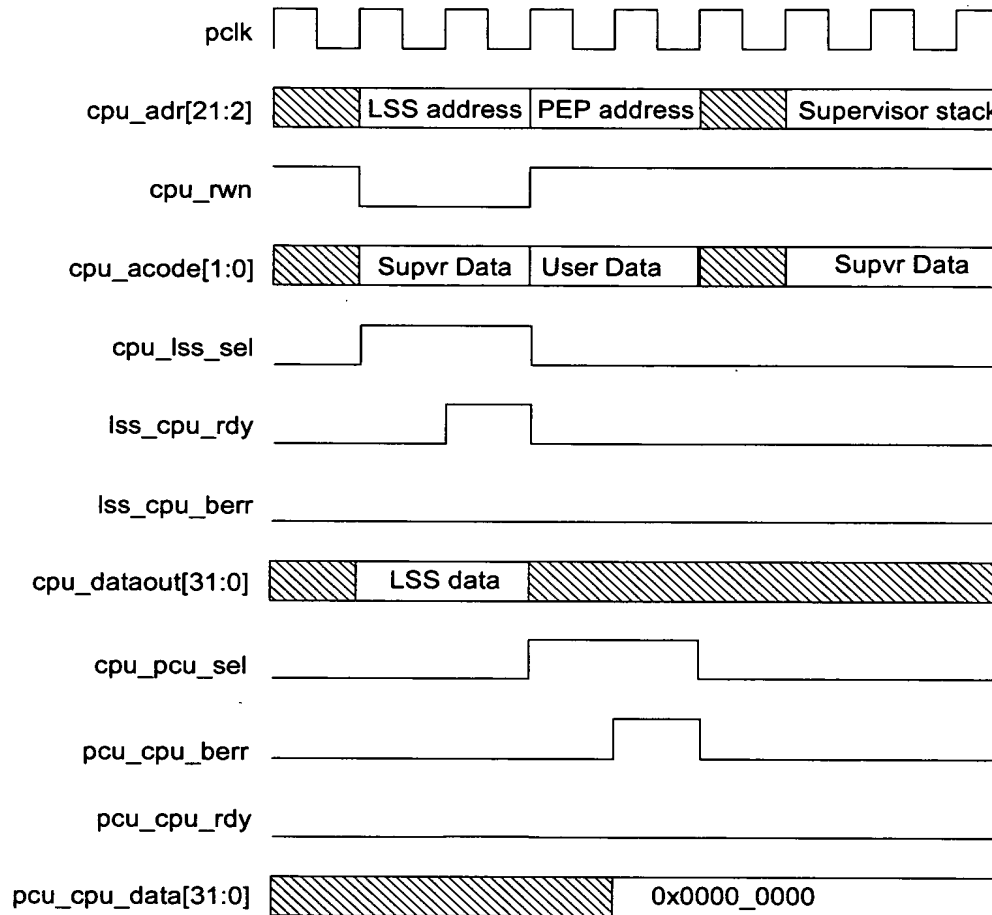 pclk
cpu_adr[21:2] LSS address PEP address Supervisor stack
cpu_rwn
cpu_acode[1:0] Supvr Data User Data Supvr Data
cpu_lss_sel
lss_cpu_rdy
lss_cpu_berr
cpu_dataout[31:0] LSS data
cpu_pcu_sel
pcu_cpu_berr
pcu_cpu_rdy
pcu_cpu_data[31:0] 0x0000_0000